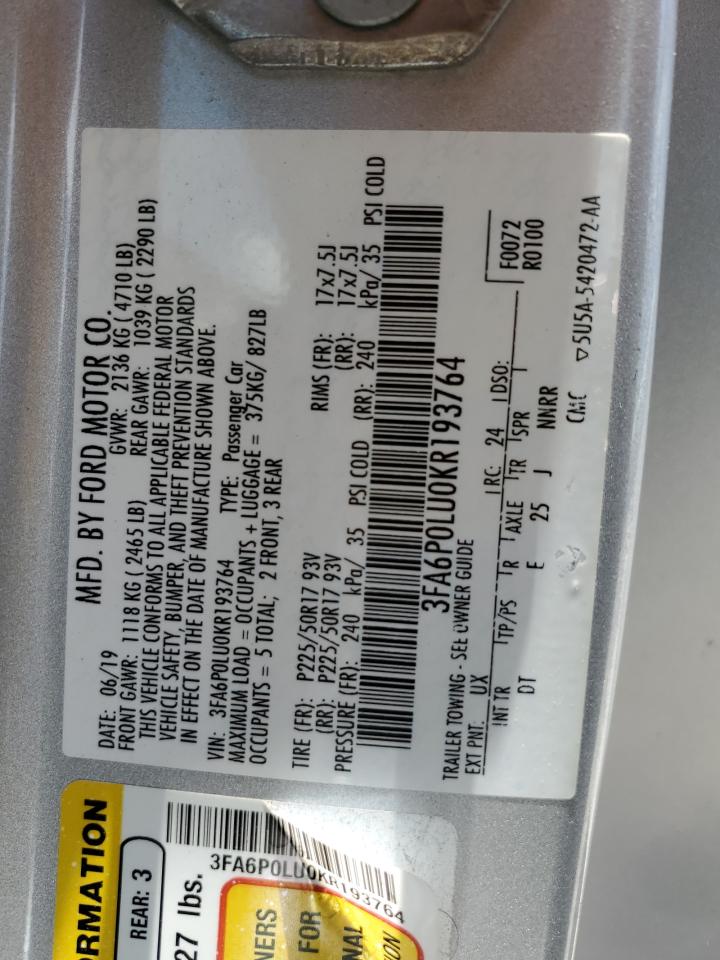 MFD. BY FORD MOTOR CO.
DATE: 06/19 GVWR: 2136 KG ( 4710 LB)
FRONT GAWR: 1118 KG ( 2465 LB) REAR GAWR: 1039 KG ( 2290 LB)
THIS VEHICLE CONFORMS TO ALL APPLICABLE FEDERAL MOTOR
VEHICLE SAFETY, BUMPER, AND THEFT PREVENTION STANDARDS
IN EFFECT ON THE DATE OF MANUFACTURE SHOWN ABOVE.
VIN: 3FA6P0LU0KR193764 TYPE: Passenger Car
MAXIMUM LOAD = OCCUPANTS + LUGGAGE = 375KG/ 827LB
OCCUPANTS = 5 TOTAL; 2 FRONT, 3 REAR
TIRE (FR): P225/50R17 93V RIMS (FR): 17x7.5J
(RR): P225/50R17 93V (RR): 17x7.5J
PRESSURE (FR): 240 kPa/ 35 PSI COLD (RR): 240 kPa/ 35 PSI COLD
3FA6P0LU0KR193764
TRAILER TOWING - SEE OWNER GUIDE
EXT PNT: UX RC: 24 DSO: F0072
INT TR TP/PS R AXLE TR SPR R0100
DT E 25 J NNRR
CMC ▽5U5A-5420472-AA
ORMATION
REAR: 3
27 lbs.
3FA6P0LU0KR193764
NERS
FOR
NAL
ION